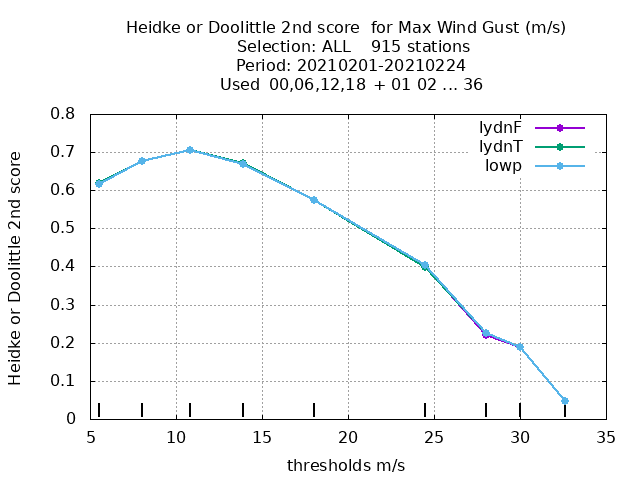 Heidke or Doolittle 2nd score  for Max Wind Gust (m/s)
Selection: ALL    915 stations
Period: 20210201-20210224
Used  00,06,12,18  + 01 02 ... 36
Heidke or Doolittle 2nd score
0.8
0.7
0.6
0.5
0.4
0.3
0.2
0.1
0
lydnF
lydnT
lowp
5 10 15 20 25 30 35
thresholds m/s